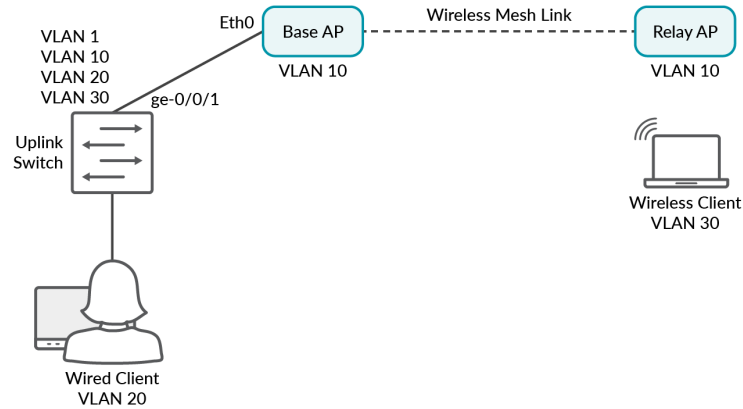 Wireless Mesh Link
Eth0
Base AP
Relay AP
VLAN 1
VLAN 10
VLAN 20
VLAN 30
VLAN 10
VLAN 10
ge-0/0/1
Uplink
Switch
Wireless Client
VLAN 30
Wired Client
VLAN 20